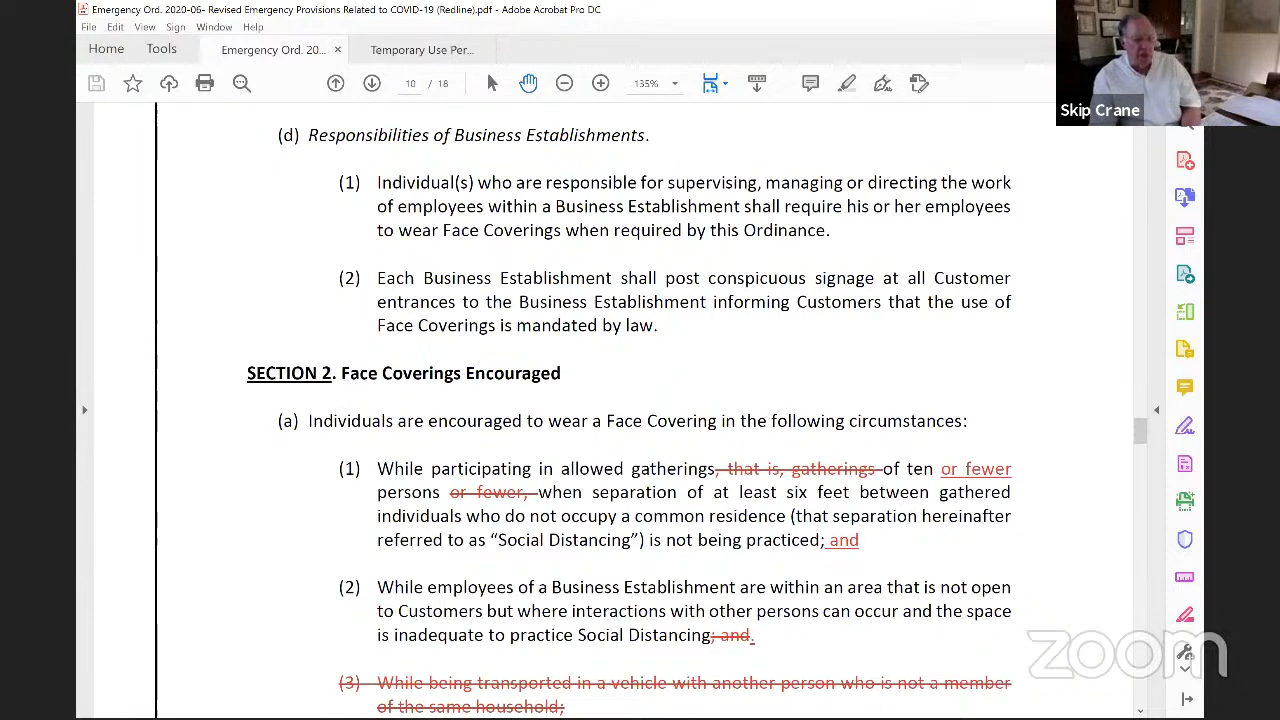 Emergency Ord. 2020-06- Revised Emergency Provisions Related to COVID-19 (Redline).pdf - Adobe Acrobat Pro DC
File Edit View Sign Window Help
Home Tools Emergency Ord. 20... × Temporary Use Per...
10 / 18 135%
Skip Crane
(d) Responsibilities of Business Establishments.
(1) Individual(s) who are responsible for supervising, managing or directing the work
of employees within a Business Establishment shall require his or her employees
to wear Face Coverings when required by this Ordinance.
(2) Each Business Establishment shall post conspicuous signage at all Customer
entrances to the Business Establishment informing Customers that the use of
Face Coverings is mandated by law.
SECTION 2. Face Coverings Encouraged
(a) Individuals are encouraged to wear a Face Covering in the following circumstances:
(1) While participating in allowed gatherings, that is, gatherings of ten or fewer
persons or fewer, when separation of at least six feet between gathered
individuals who do not occupy a common residence (that separation hereinafter
referred to as “Social Distancing”) is not being practiced; and
(2) While employees of a Business Establishment are within an area that is not open
to Customers but where interactions with other persons can occur and the space
is inadequate to practice Social Distancing; and.
(3) While being transported in a vehicle with another person who is not a member
of the same household;
zoom